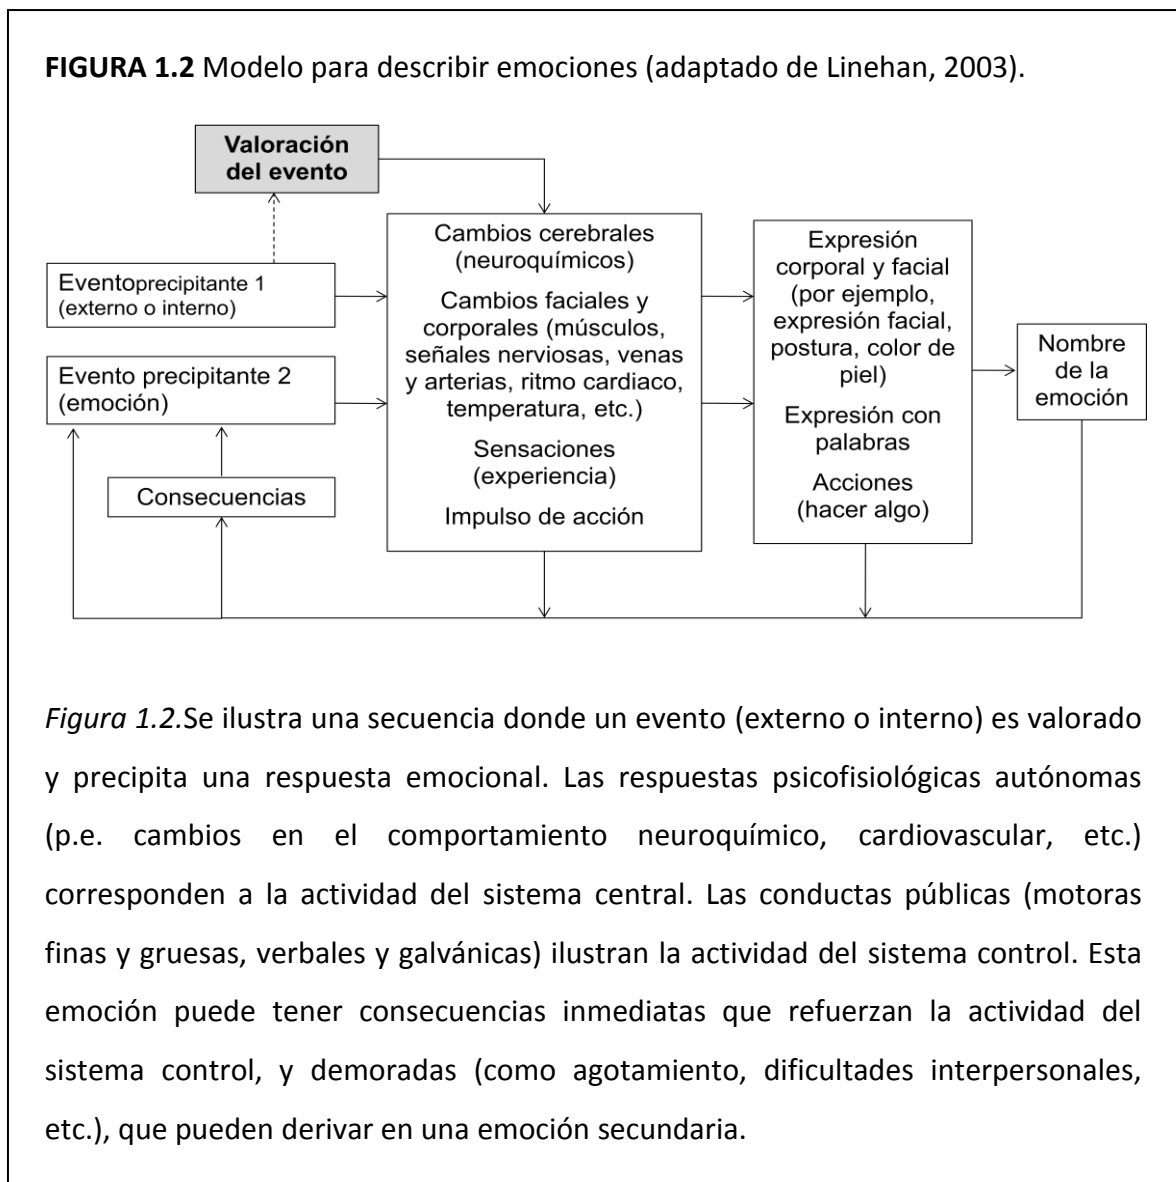 FIGURA 1.2 Modelo para describir emociones (adaptado de Linehan, 2003).
Valoración
del evento
Eventoprecipitante 1
(externo o interno)
Evento precipitante 2
(emoción)
Consecuencias
Cambios cerebrales
(neuroquímicos)
Cambios faciales y
corporales (músculos,
señales nerviosas, venas
y arterias, ritmo cardiaco,
temperatura, etc.)
Sensaciones
(experiencia)
Impulso de acción
Expresión
corporal y facial
(por ejemplo,
expresión facial,
postura, color de
piel)
Expresión con
palabras
Acciones
(hacer algo)
Nombre
de la
emoción
Figura 1.2.Se ilustra una secuencia donde un evento (externo o interno) es valorado
y precipita una respuesta emocional. Las respuestas psicofisiológicas autónomas
(p.e. cambios en el comportamiento neuroquímico, cardiovascular, etc.)
corresponden a la actividad del sistema central. Las conductas públicas (motoras
finas y gruesas, verbales y galvánicas) ilustran la actividad del sistema control. Esta
emoción puede tener consecuencias inmediatas que refuerzan la actividad del
sistema control, y demoradas (como agotamiento, dificultades interpersonales,
etc.), que pueden derivar en una emoción secundaria.